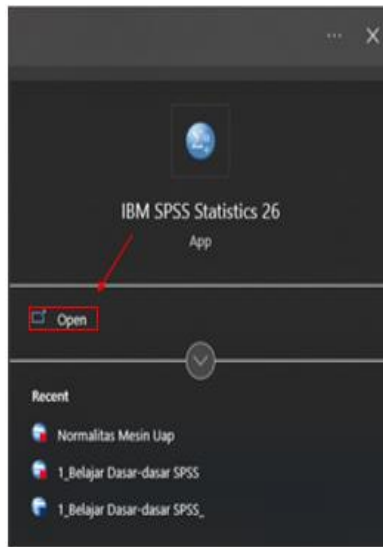 IBM SPSS Statistics 26
App
Open
Recent
Normalitas Mesin Uap
1_Belajar Dasar-dasar SPSS
1_Belajar Dasar-dasar SPSS_